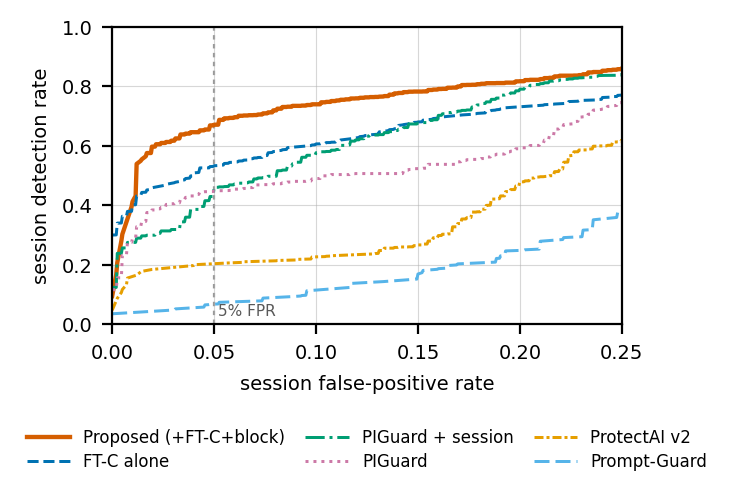 1.0
0.8
0.6
0.4
0.2
0.0
session detection rate
5% FPR
0.00 0.05 0.10 0.15 0.20 0.25
session false-positive rate
Proposed (+FT-C+block) PIGuard + session ProtectAI v2
FT-C alone PIGuard Prompt-Guard